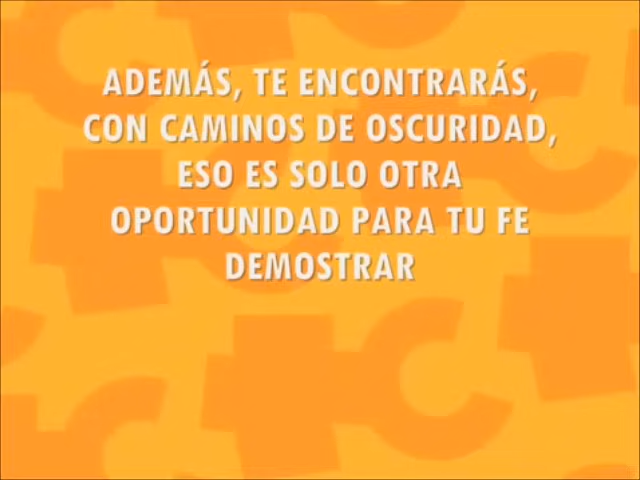 ADEMÁS, TE ENCONTRARÁS,
CON CAMINOS DE OSCURIDAD,
ESO ES SOLO OTRA
OPORTUNIDAD PARA TU FE
DEMOSTRAR